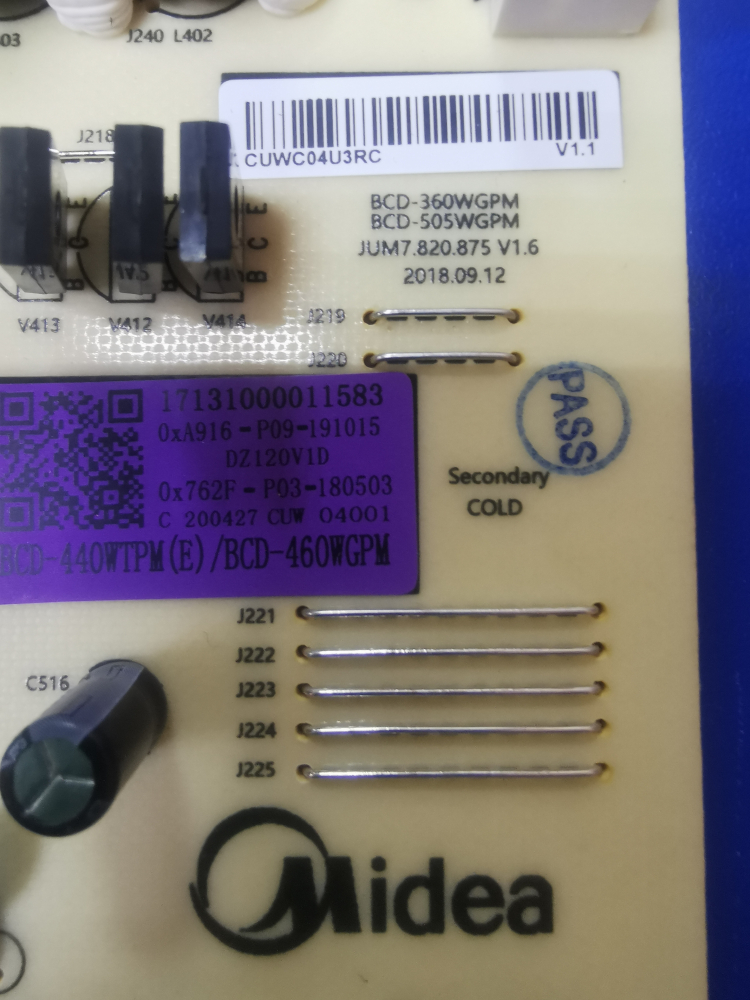 J240 L402
J218
CUWC04U3RC
V1.1
E
C
B
E
C
B
BCD-360WGPM
BCD-505WGPM
JUM7.820.875 V1.6
2018.09.12
V413
V412
V414
J219
J220
17131000011583
0xA916-P09-191015
DZ120V1D
0x762F-P03-180503
C 200427 CUW 04001
BCD-440WTPM(E)/BCD-460WGPM
PASS
Secondary
COLD
J221
J222
C516
J223
J224
J225
Midea